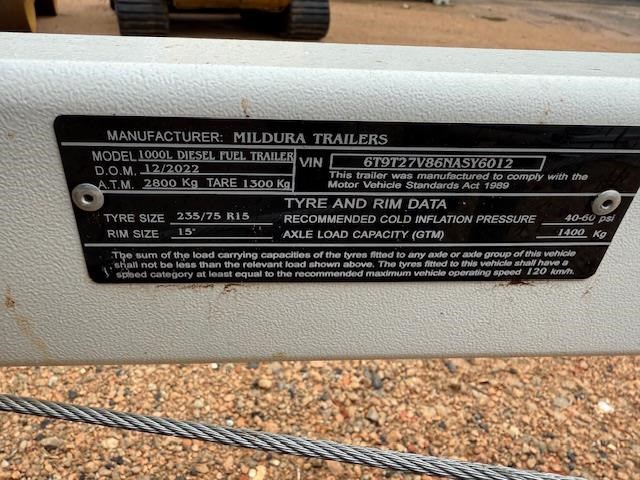 MANUFACTURER: MILDURA TRAILERS
MODEL 1000L DIESEL FUEL TRAILER
D.O.M. 12/2022
A.T.M. 2800 Kg TARE 1300 Kg
VIN 6T9T27V86NASY6012
This trailer was manufactured to comply with the
Motor Vehicle Standards Act 1989
TYRE AND RIM DATA
TYRE SIZE 235/75 R15 RECOMMENDED COLD INFLATION PRESSURE 40-60 psi
RIM SIZE 15" AXLE LOAD CAPACITY (GTM) 1400 Kg
The sum of the load carrying capacities of the tyres fitted to any axle or axle group of this vehicle
shall not be less than the relevant load shown above. The tyres fitted to this vehicle shall have a
speed category at least equal to the recommended maximum vehicle operating speed 120 km/h.